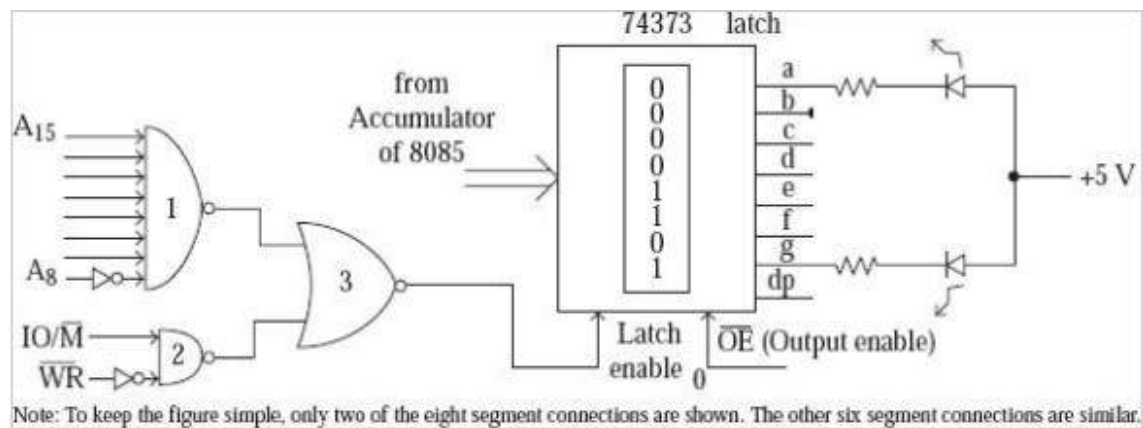 74373 latch
from
Accumulator
of 8085
A15
A8
IO/M̅
W̅R̅
1
2
3
0
0
0
0
1
1
0
1
a
b
c
d
e
f
g
dp
+5 V
Latch
enable
O̅E̅ (Output enable)
0
Note: To keep the figure simple, only two of the eight segment connections are shown. The other six segment connections are similar.